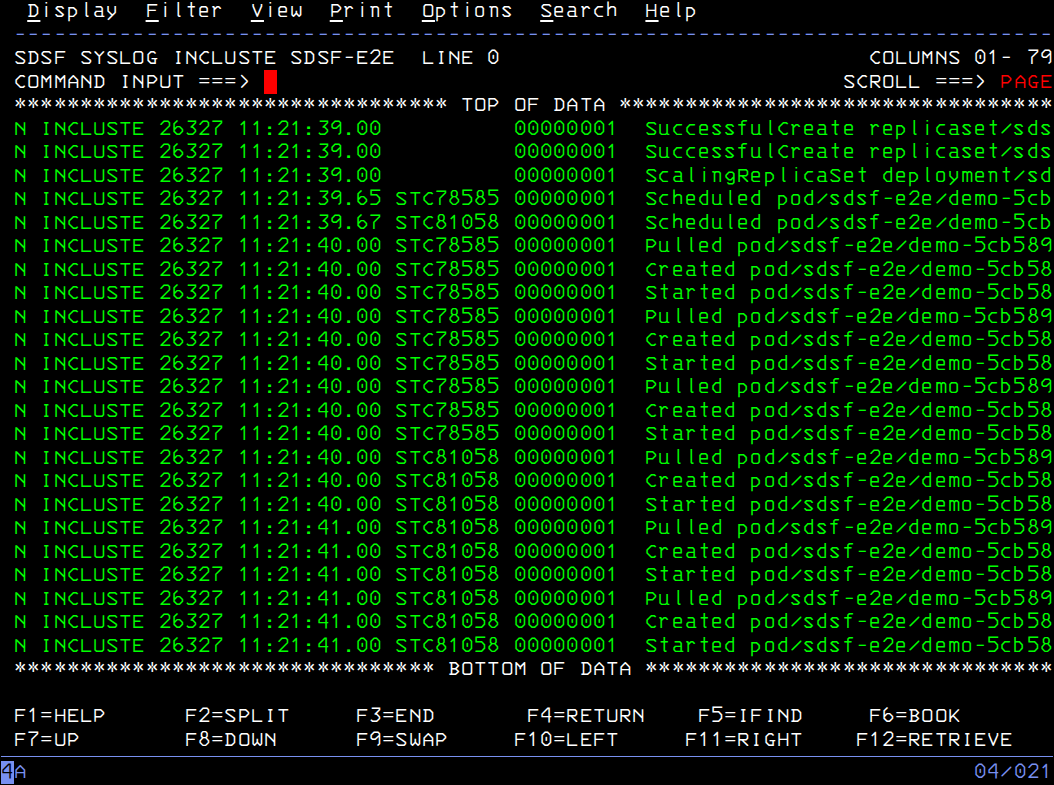 Display  Filter  View  Print  Options  Search  Help
-------------------------------------------------------------------------------
SDSF SYSLOG INCLUSTE SDSF-E2E  LINE 0                            COLUMNS 01- 79
COMMAND INPUT ===>                                             SCROLL ===> PAGE
********************************* TOP OF DATA *********************************
N INCLUSTE 26327 11:21:39.00          00000001  SuccessfulCreate replicaset/sds
N INCLUSTE 26327 11:21:39.00          00000001  SuccessfulCreate replicaset/sds
N INCLUSTE 26327 11:21:39.00          00000001  ScalingReplicaSet deployment/sd
N INCLUSTE 26327 11:21:39.65 STC78585 00000001  Scheduled pod/sdsf-e2e/demo-5cb
N INCLUSTE 26327 11:21:39.67 STC81058 00000001  Scheduled pod/sdsf-e2e/demo-5cb
N INCLUSTE 26327 11:21:40.00 STC78585 00000001  Pulled pod/sdsf-e2e/demo-5cb589
N INCLUSTE 26327 11:21:40.00 STC78585 00000001  Created pod/sdsf-e2e/demo-5cb58
N INCLUSTE 26327 11:21:40.00 STC78585 00000001  Started pod/sdsf-e2e/demo-5cb58
N INCLUSTE 26327 11:21:40.00 STC78585 00000001  Pulled pod/sdsf-e2e/demo-5cb589
N INCLUSTE 26327 11:21:40.00 STC78585 00000001  Created pod/sdsf-e2e/demo-5cb58
N INCLUSTE 26327 11:21:40.00 STC78585 00000001  Started pod/sdsf-e2e/demo-5cb58
N INCLUSTE 26327 11:21:40.00 STC78585 00000001  Pulled pod/sdsf-e2e/demo-5cb589
N INCLUSTE 26327 11:21:40.00 STC78585 00000001  Created pod/sdsf-e2e/demo-5cb58
N INCLUSTE 26327 11:21:40.00 STC78585 00000001  Started pod/sdsf-e2e/demo-5cb58
N INCLUSTE 26327 11:21:40.00 STC81058 00000001  Pulled pod/sdsf-e2e/demo-5cb589
N INCLUSTE 26327 11:21:40.00 STC81058 00000001  Created pod/sdsf-e2e/demo-5cb58
N INCLUSTE 26327 11:21:40.00 STC81058 00000001  Started pod/sdsf-e2e/demo-5cb58
N INCLUSTE 26327 11:21:41.00 STC81058 00000001  Pulled pod/sdsf-e2e/demo-5cb589
N INCLUSTE 26327 11:21:41.00 STC81058 00000001  Created pod/sdsf-e2e/demo-5cb58
N INCLUSTE 26327 11:21:41.00 STC81058 00000001  Started pod/sdsf-e2e/demo-5cb58
N INCLUSTE 26327 11:21:41.00 STC81058 00000001  Pulled pod/sdsf-e2e/demo-5cb589
N INCLUSTE 26327 11:21:41.00 STC81058 00000001  Created pod/sdsf-e2e/demo-5cb58
N INCLUSTE 26327 11:21:41.00 STC81058 00000001  Started pod/sdsf-e2e/demo-5cb58
******************************** BOTTOM OF DATA *******************************
F1=HELP      F2=SPLIT     F3=END       F4=RETURN    F5=IFIND     F6=BOOK
F7=UP        F8=DOWN      F9=SWAP     F10=LEFT     F11=RIGHT    F12=RETRIEVE
4A                                                                       04/021